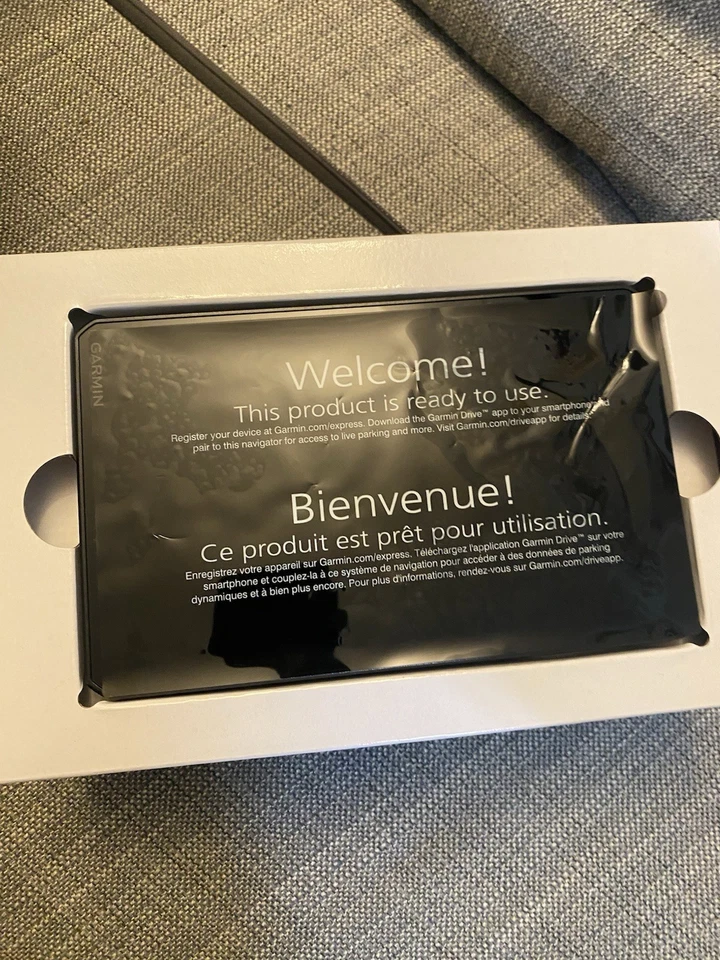 GARMIN
Welcome!
This product is ready to use.
Register your device at Garmin.com/express. Download the Garmin Drive™ app to your smartphone and
pair to this navigator for access to live parking and more. Visit Garmin.com/driveapp for details.
Bienvenue!
Ce produit est prêt pour utilisation.
Enregistrez votre appareil sur Garmin.com/express. Téléchargez l'application Garmin Drive™ sur votre
smartphone et couplez-la à ce système de navigation pour accéder à des données de parking
dynamiques et à bien plus encore. Pour plus d'informations, rendez-vous sur Garmin.com/driveapp.